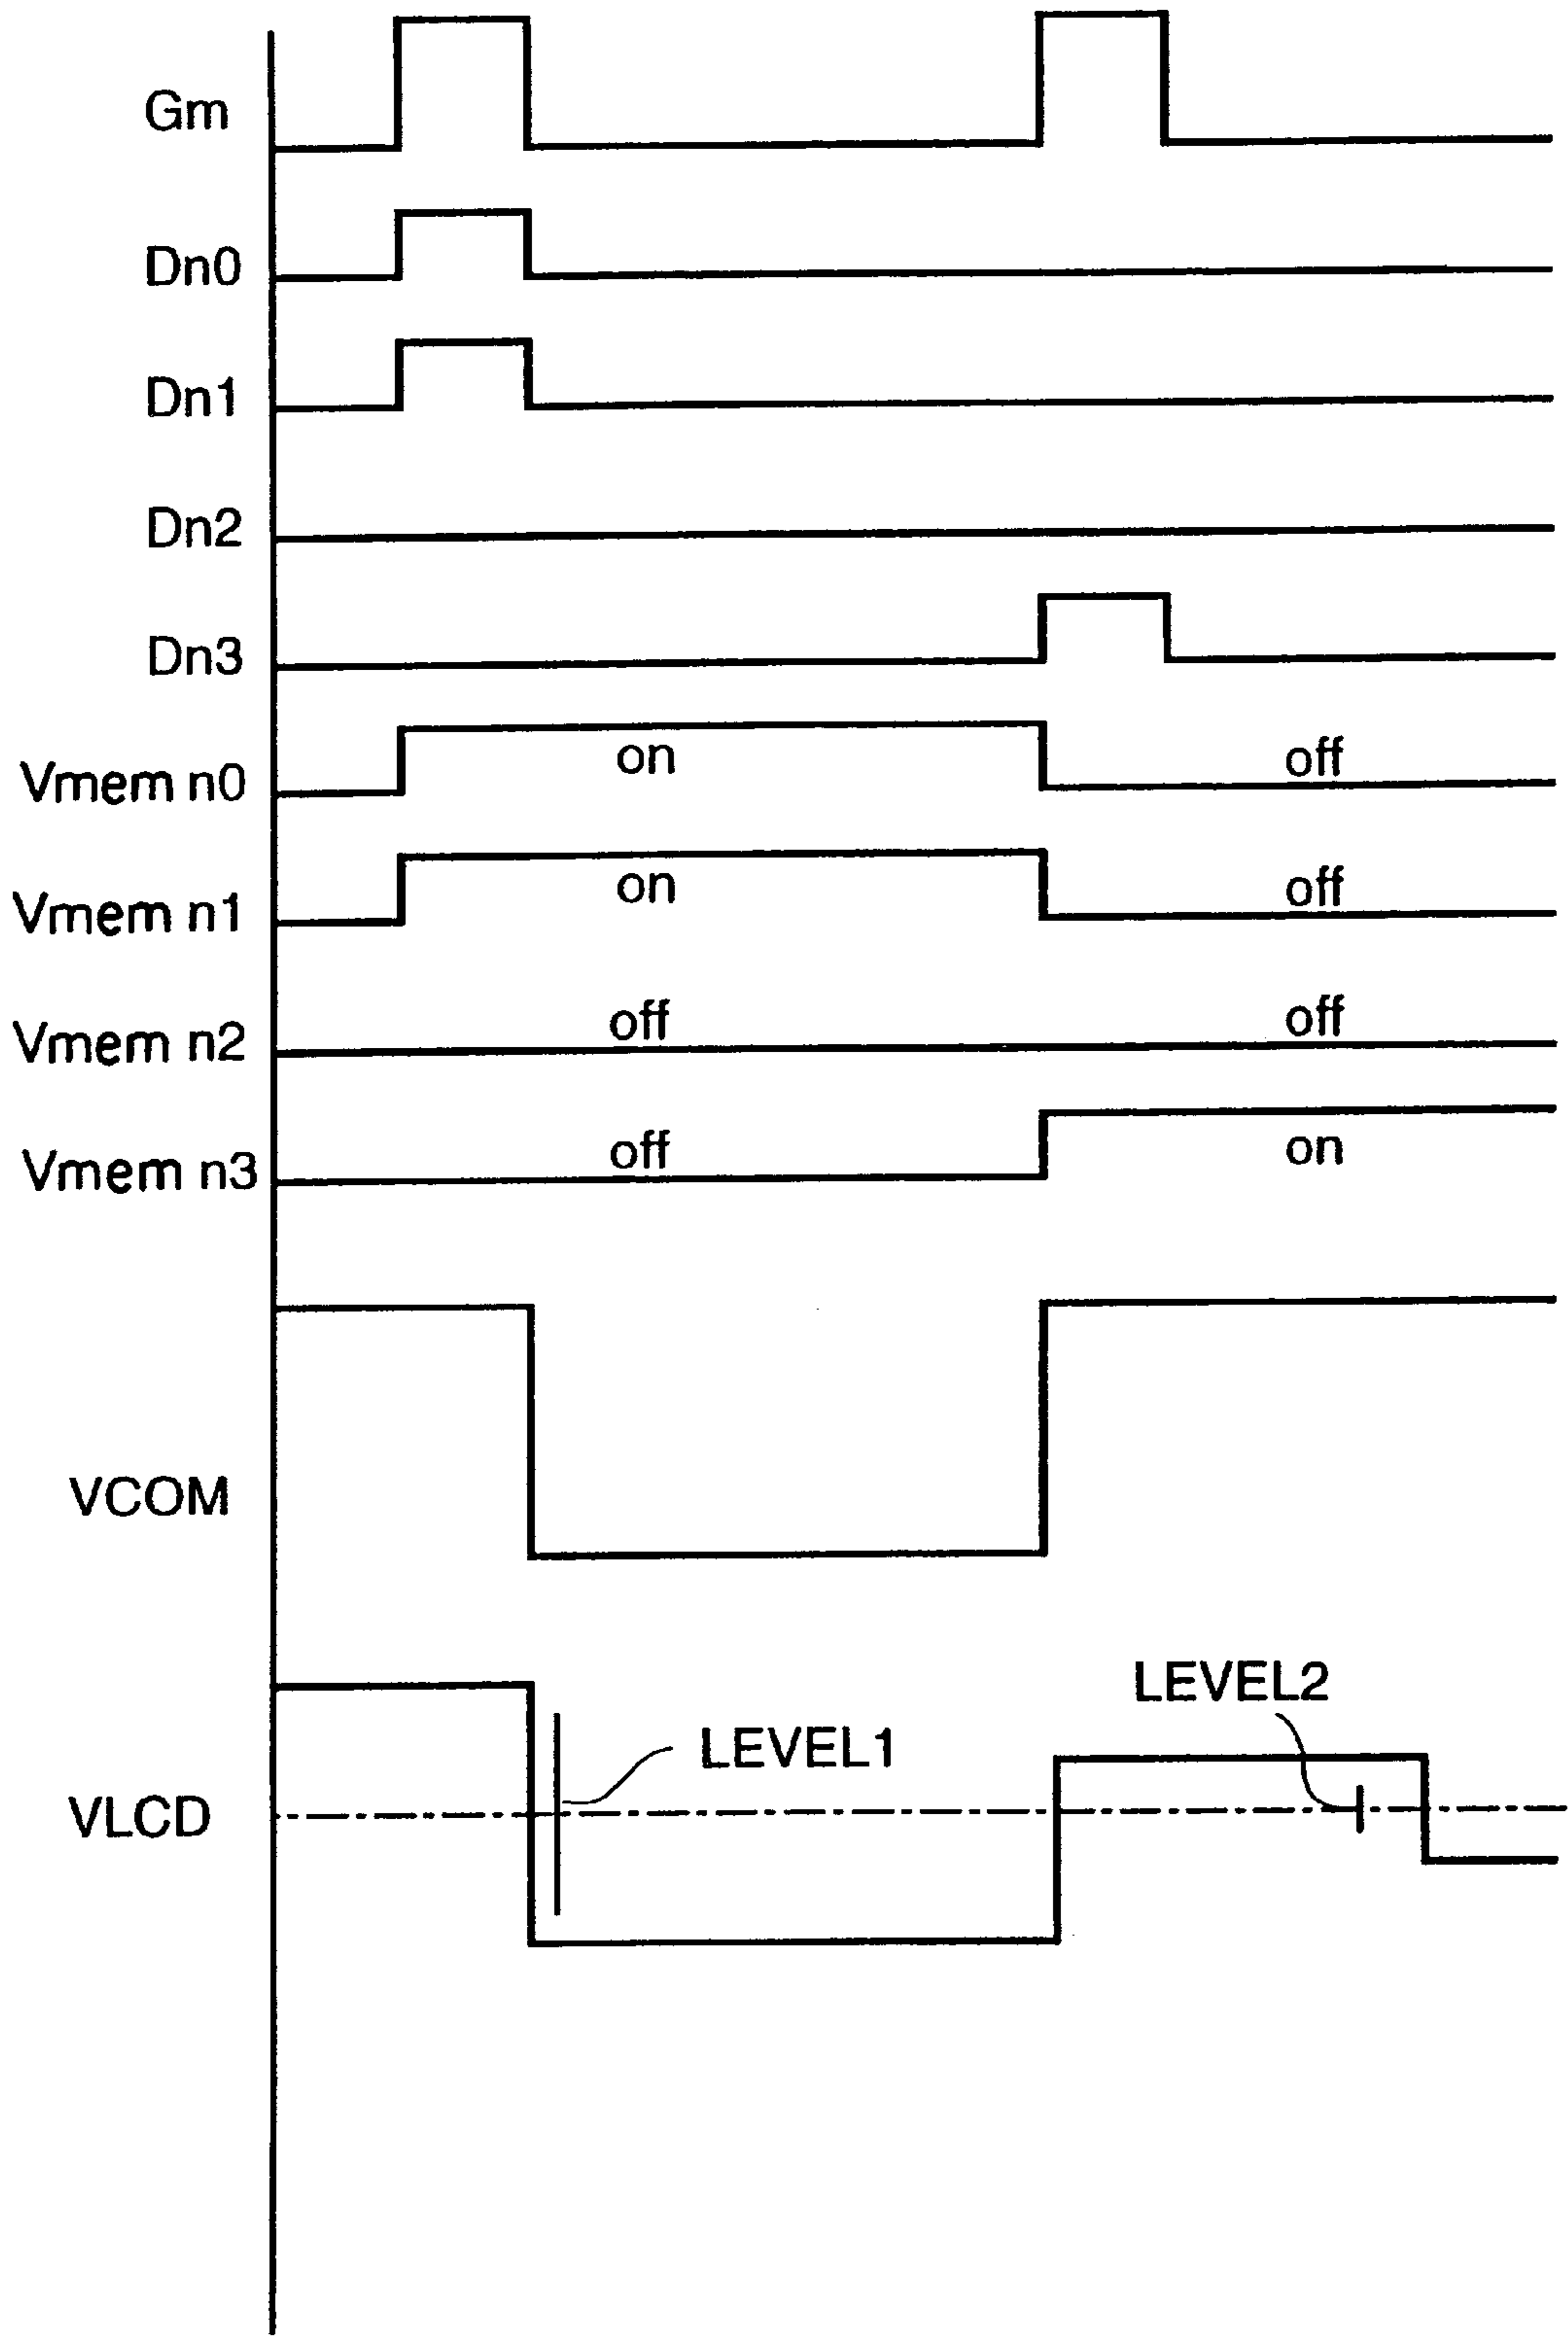 Gm
Dn0
Dn1
Dn2
Dn3
Vmem n0 on off
Vmem n1 on off
Vmem n2 off off
Vmem n3 off on
VCOM
LEVEL2
LEVEL1
VLCD